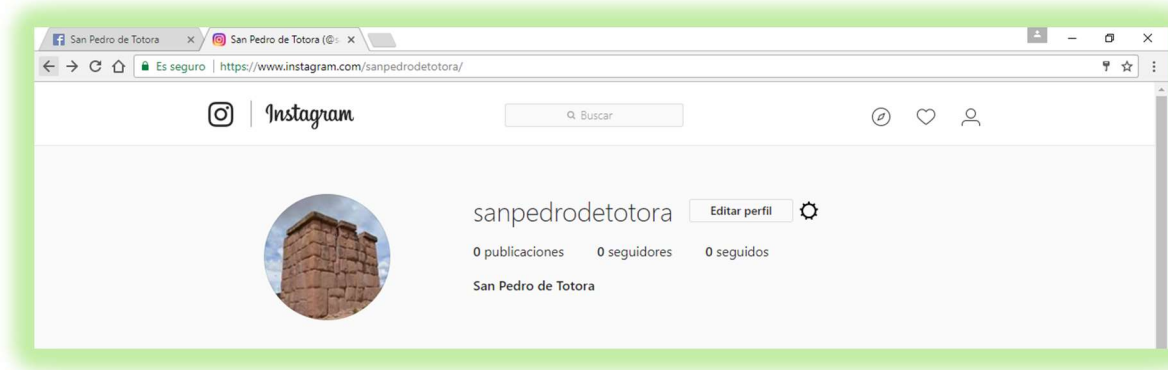 San Pedro de Totora
San Pedro de Totora (@s
Es seguro | https://www.instagram.com/sanpedrodetotora/
Instagram
Buscar
sanpedrodetotora Editar perfil
0 publicaciones 0 seguidores 0 seguidos
San Pedro de Totora